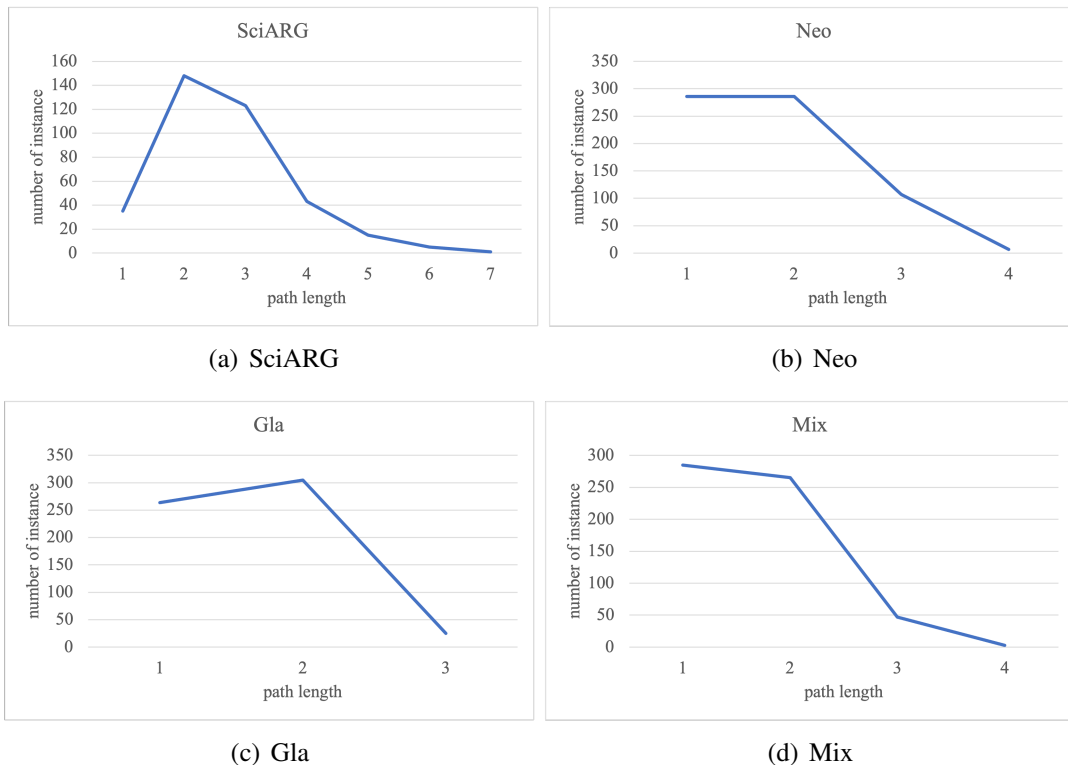 SciARG
number of instance
160
140
120
100
80
60
40
20
0
1 2 3 4 5 6 7
path length
(a) SciARG
Neo
number of instance
350
300
250
200
150
100
50
0
1 2 3 4
path length
(b) Neo
Gla
number of instance
350
300
250
200
150
100
50
0
1 2 3
path length
(c) Gla
Mix
number of instance
300
250
200
150
100
50
0
1 2 3 4
path length
(d) Mix